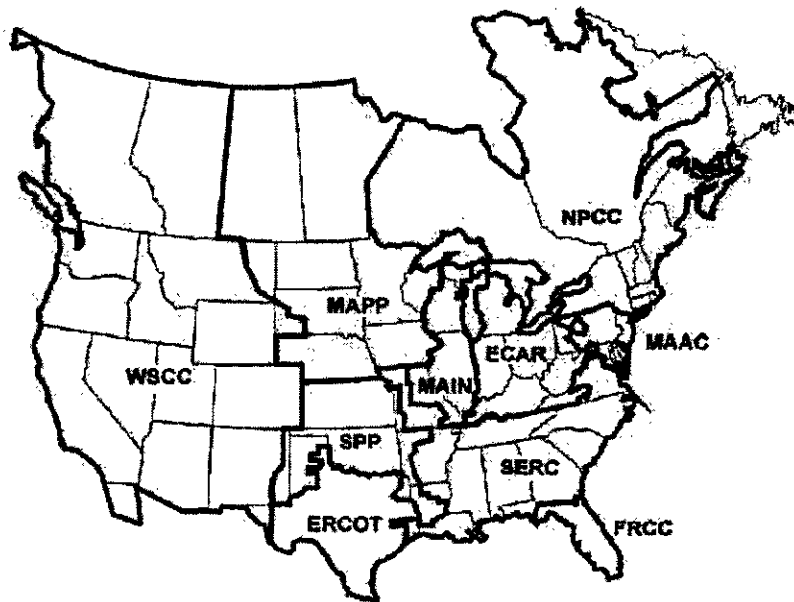 NPCC
MAPP
ECAR
MAAC
WSCC
MAIN
SPP
SERC
ERCOT
FRCC